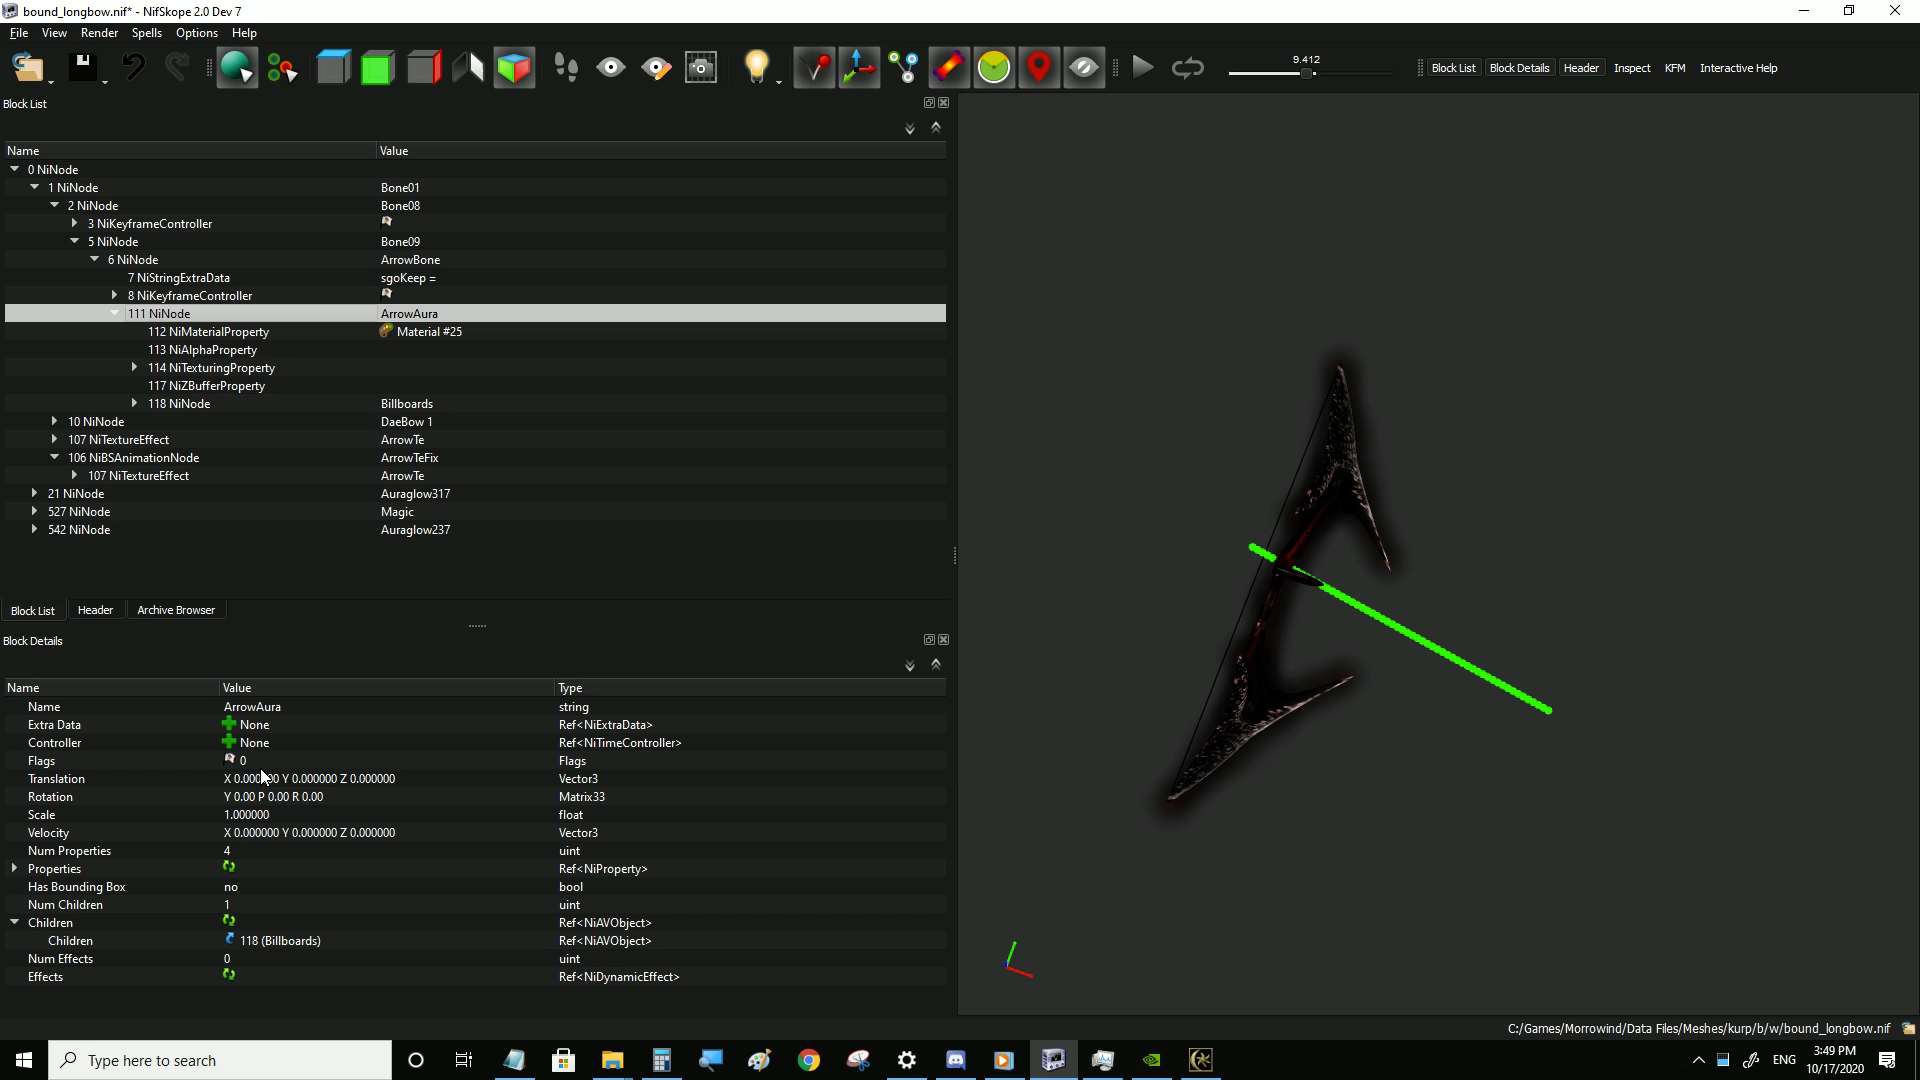 bound_longbow.nif* - NifSkope 2.0 Dev 7
File View Render Spells Options Help
9.412
Block List Block Details Header Inspect KFM Interactive Help
Block List
Name Value
0 NiNode
1 NiNode Bone01
2 NiNode Bone08
3 NiKeyframeController
5 NiNode Bone09
6 NiNode ArrowBone
7 NiStringExtraData sgoKeep =
8 NiKeyframeController
111 NiNode ArrowAura
112 NiMaterialProperty Material #25
113 NiAlphaProperty
114 NiTexturingProperty
117 NiZBufferProperty
118 NiNode Billboards
10 NiNode DaeBow 1
107 NiTextureEffect ArrowTe
106 NiBSAnimationNode ArrowTeFix
107 NiTextureEffect ArrowTe
21 NiNode Auraglow317
527 NiNode Magic
542 NiNode Auraglow237
Block List Header Archive Browser
Block Details
Name Value Type
Name ArrowAura string
Extra Data None Ref<NiExtraData>
Controller None Ref<NiTimeController>
Flags 0 Flags
Translation X 0.000000 Y 0.000000 Z 0.000000 Vector3
Rotation Y 0.00 P 0.00 R 0.00 Matrix33
Scale 1.000000 float
Velocity X 0.000000 Y 0.000000 Z 0.000000 Vector3
Num Properties 4 uint
Properties Ref<NiProperty>
Has Bounding Box no bool
Num Children 1 uint
Children Ref<NiAVObject>
Children 118 (Billboards) Ref<NiAVObject>
Num Effects 0 uint
Effects Ref<NiDynamicEffect>
C:/Games/Morrowind/Data Files/Meshes/kurp/b/w/bound_longbow.nif
Type here to search
ENG
3:49 PM
10/17/2020